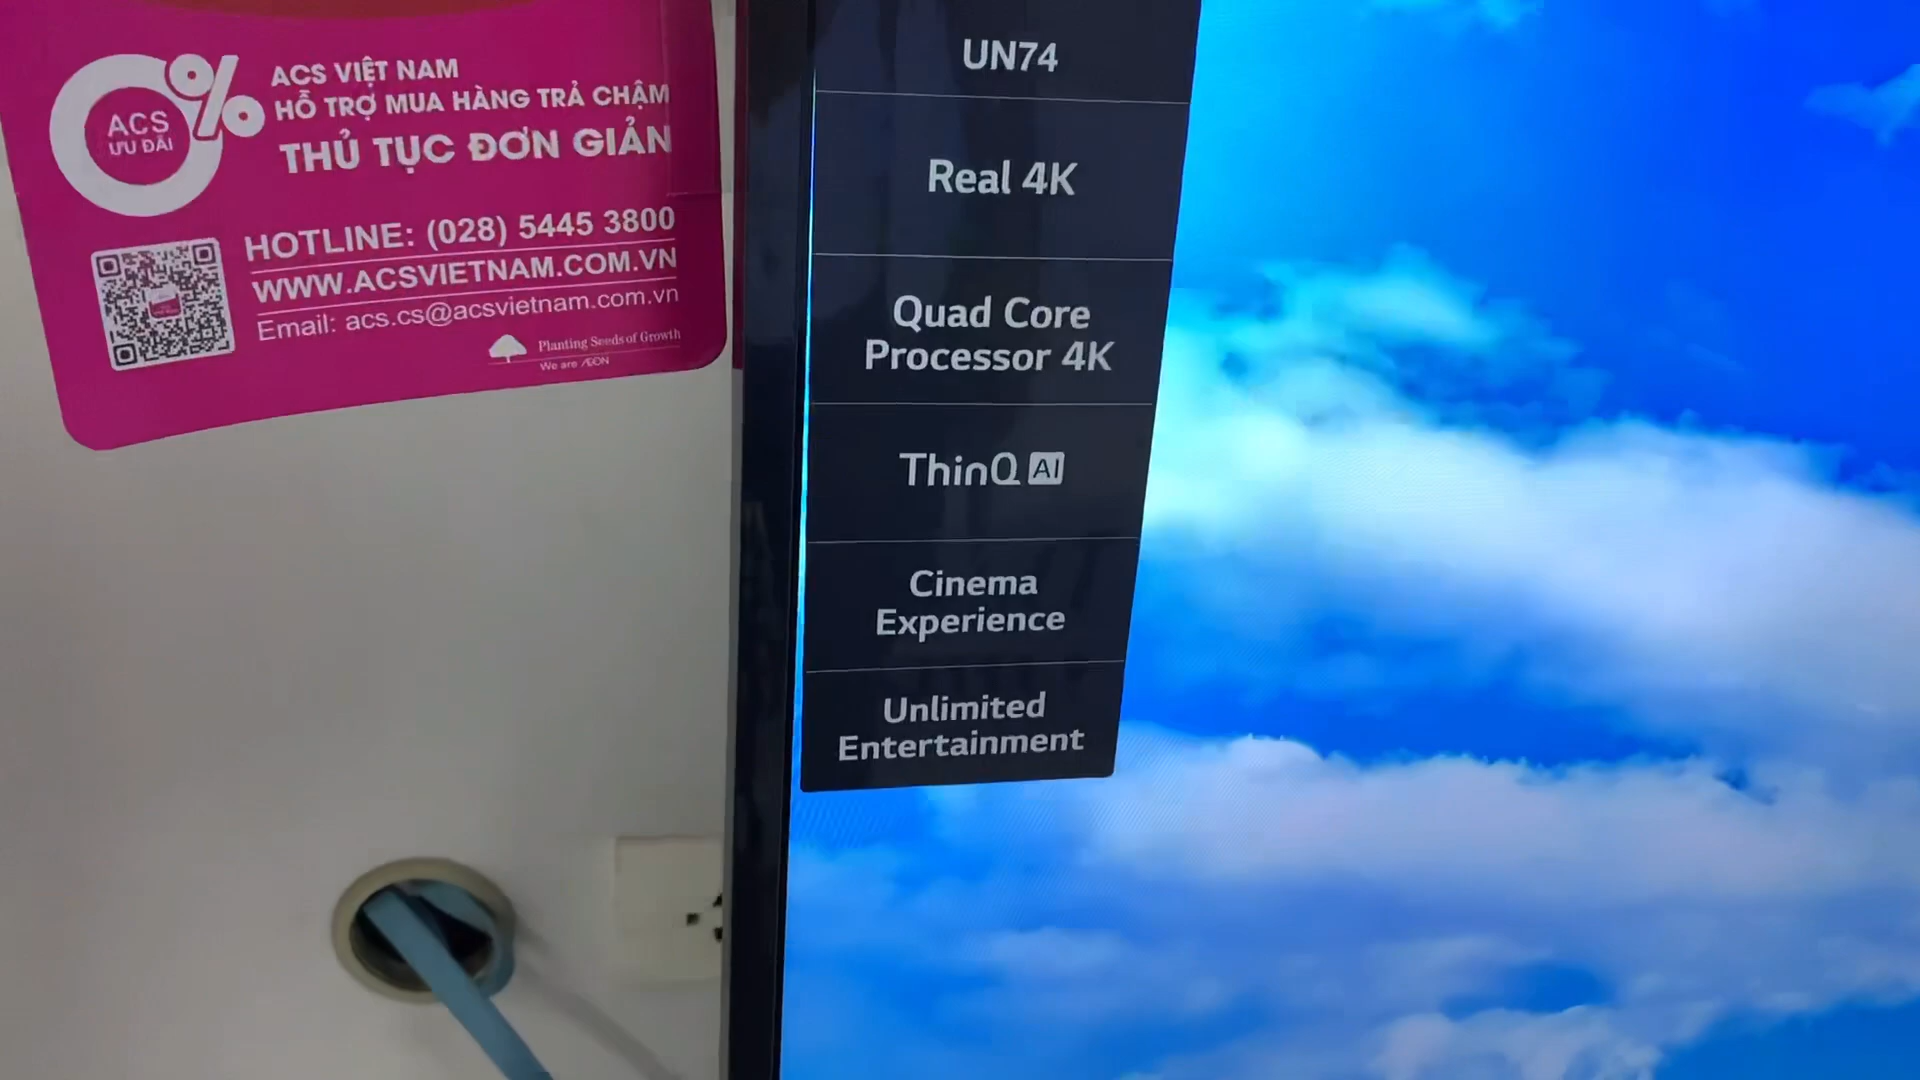 ACS
ƯU ĐÃI
%
ACS VIỆT NAM
HỖ TRỢ MUA HÀNG TRẢ CHẬM
THỦ TỤC ĐƠN GIẢN
HOTLINE: (028) 5445 3800
WWW.ACSVIETNAM.COM.VN
Email: acs.cs@acsvietnam.com.vn
Planting Seeds of Growth
We are ÆON
UN74
Real 4K
Quad Core
Processor 4K
ThinQ AI
Cinema
Experience
Unlimited
Entertainment